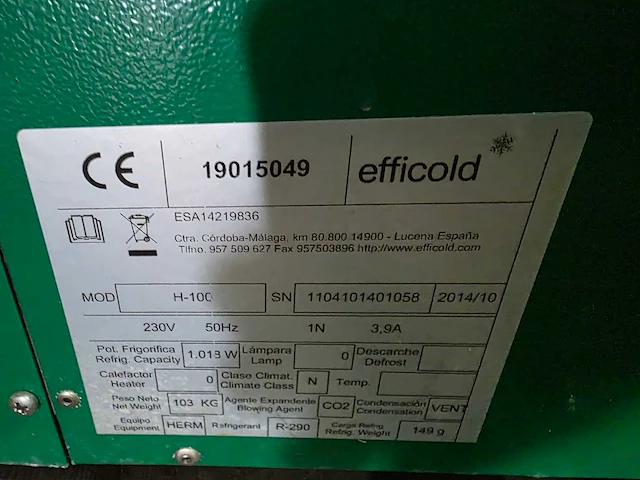 CE 19015049 efficold
ESA14219836
Ctra. Córdoba-Málaga, km 80.800 14900 - Lucena España
Tlfno. 957 509 627 Fax 957503896 http://www.efficold.com
MOD H-100 SN 1104101401058 2014/10
230V 50Hz 1N 3,9A
Pot. Frigorífica 1.018 W Lámpara 0 Descarche
Refrig. Capacity Lamp Defrost
Calefactor 0 Clase Climat. N Temp.
Heater Climate Class
Peso Neto 103 KG Agente Expandente CO2 Condensación VENT
Net Weight Blowing Agent Condensation
Equipo HERM Refrigerant R-290 Carga Refrig. 149 g
Equipment Refrig. Weight